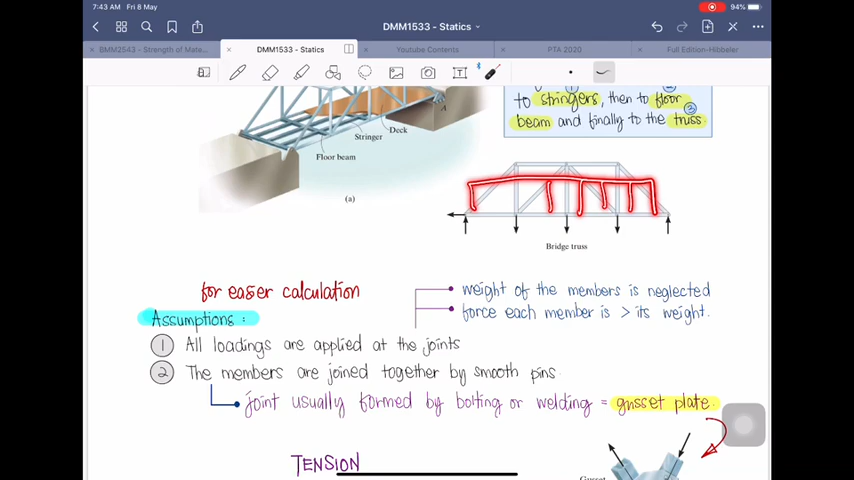 7:43 AM Fri 8 May
94%
DMM1533 - Statics
BMM2543 - Strength of Mate...
DMM1533 - Statics
Youtube Contents
PTA 2020
Full Edition-Hibbeler
to stringers, then to floor
beam and finally to the truss
A
Deck
Stringer
Floor beam
(a)
3
Bridge truss
for easier calculation
weight of the members is neglected
force each member is > its weight.
Assumptions :
1 All loadings are applied at the joints
2 The members are joined together by smooth pins.
joint usually formed by bolting or welding = gusset plate.
TENSION
Gusset